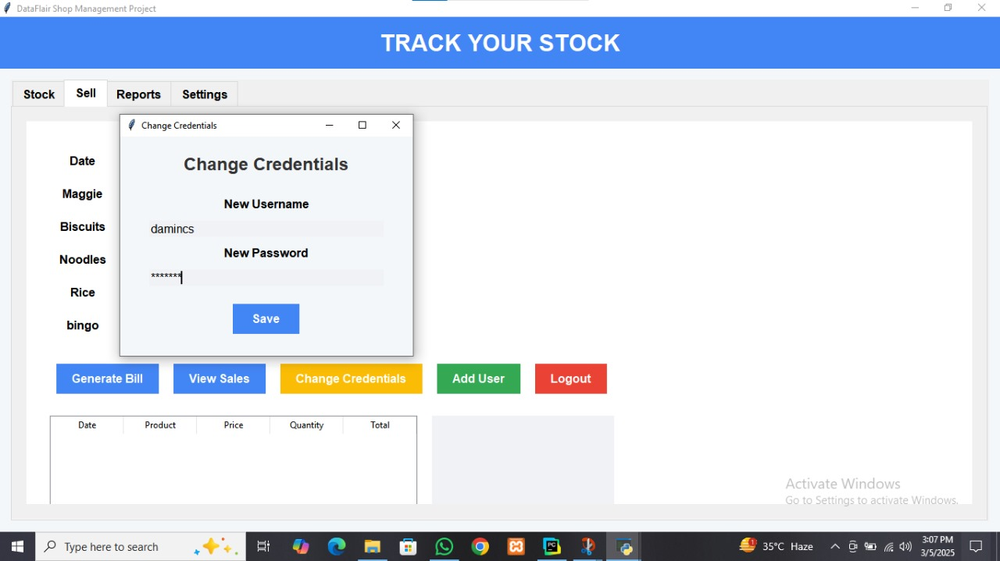 DataFlair Shop Management Project
TRACK YOUR STOCK
Stock Sell Reports Settings
Change Credentials
Change Credentials
Date
Maggie
Biscuits
Noodles
Rice
bingo
New Username
damincs
New Password
*******
Save
Generate Bill View Sales Change Credentials Add User Logout
Date Product Price Quantity Total
Activate Windows
Go to Settings to activate Windows.
Type here to search
1
PC
35°C Haze
3:07 PM
3/5/2025